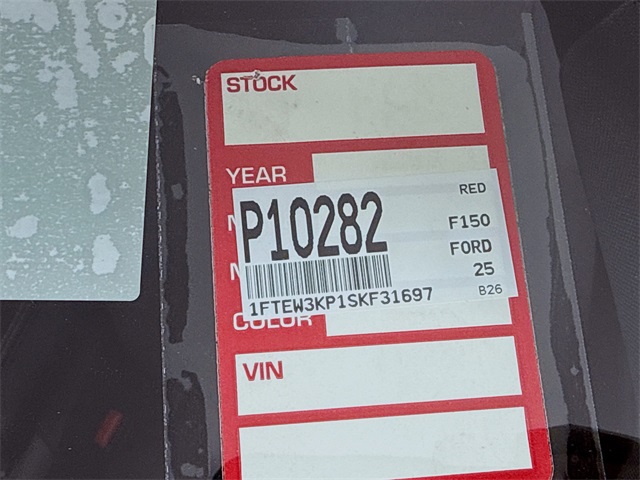 STOCK
YEAR
P10282
RED
F150
FORD
25
1FTEW3KP1SKF31697
B26
COLOR
VIN